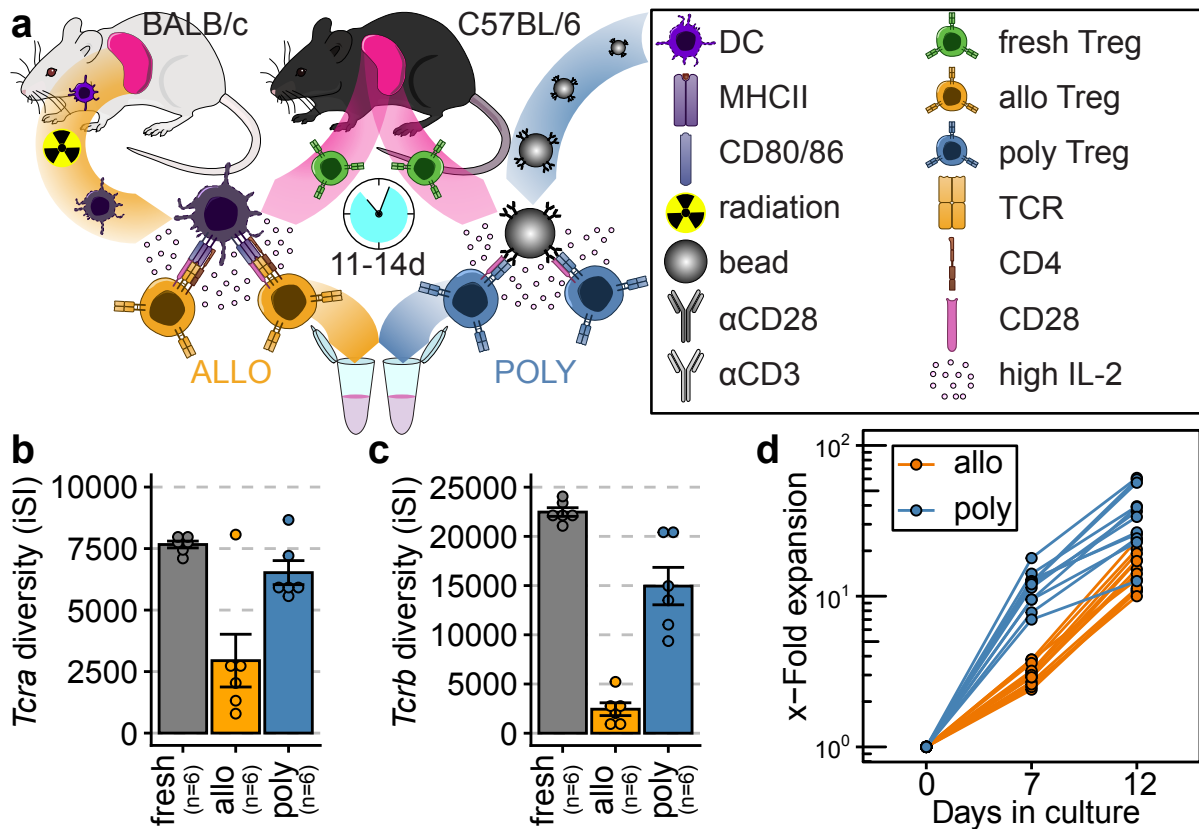 a
BALB/c
C57BL/6
11-14d
ALLO
POLY
DC
MHCII
CD80/86
radiation
bead
αCD28
αCD3
fresh Treg
allo Treg
poly Treg
TCR
CD4
CD28
high IL-2
b
Tcra diversity (iSI)
10000
7500
5000
2500
0
fresh
(n=6)
allo
(n=6)
poly
(n=6)
c
Tcrb diversity (iSI)
25000
20000
15000
10000
5000
0
fresh
(n=6)
allo
(n=6)
poly
(n=6)
d
x−Fold expansion
10²
10¹
10⁰
allo
poly
0
7
12
Days in culture